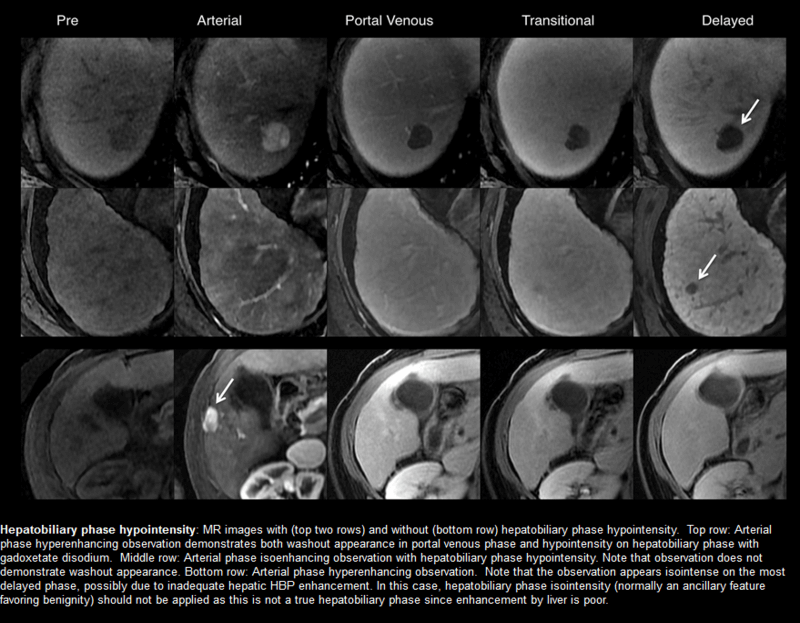 Pre Arterial Portal Venous Transitional Delayed
Hepatobiliary phase hypointensity: MR images with (top two rows) and without (bottom row) hepatobiliary phase hypointensity. Top row: Arterial
phase hyperenhancing observation demonstrates both washout appearance in portal venous phase and hypointensity on hepatobiliary phase with
gadoxetate disodium. Middle row: Arterial phase isoenhancing observation with hepatobiliary phase hypointensity. Note that observation does not
demonstrate washout appearance. Bottom row: Arterial phase hyperenhancing observation. Note that the observation appears isointense on the most
delayed phase, possibly due to inadequate hepatic HBP enhancement. In this case, hepatobiliary phase isointensity (normally an ancillary feature
favoring benignity) should not be applied as this is not a true hepatobiliary phase since enhancement by liver is poor.